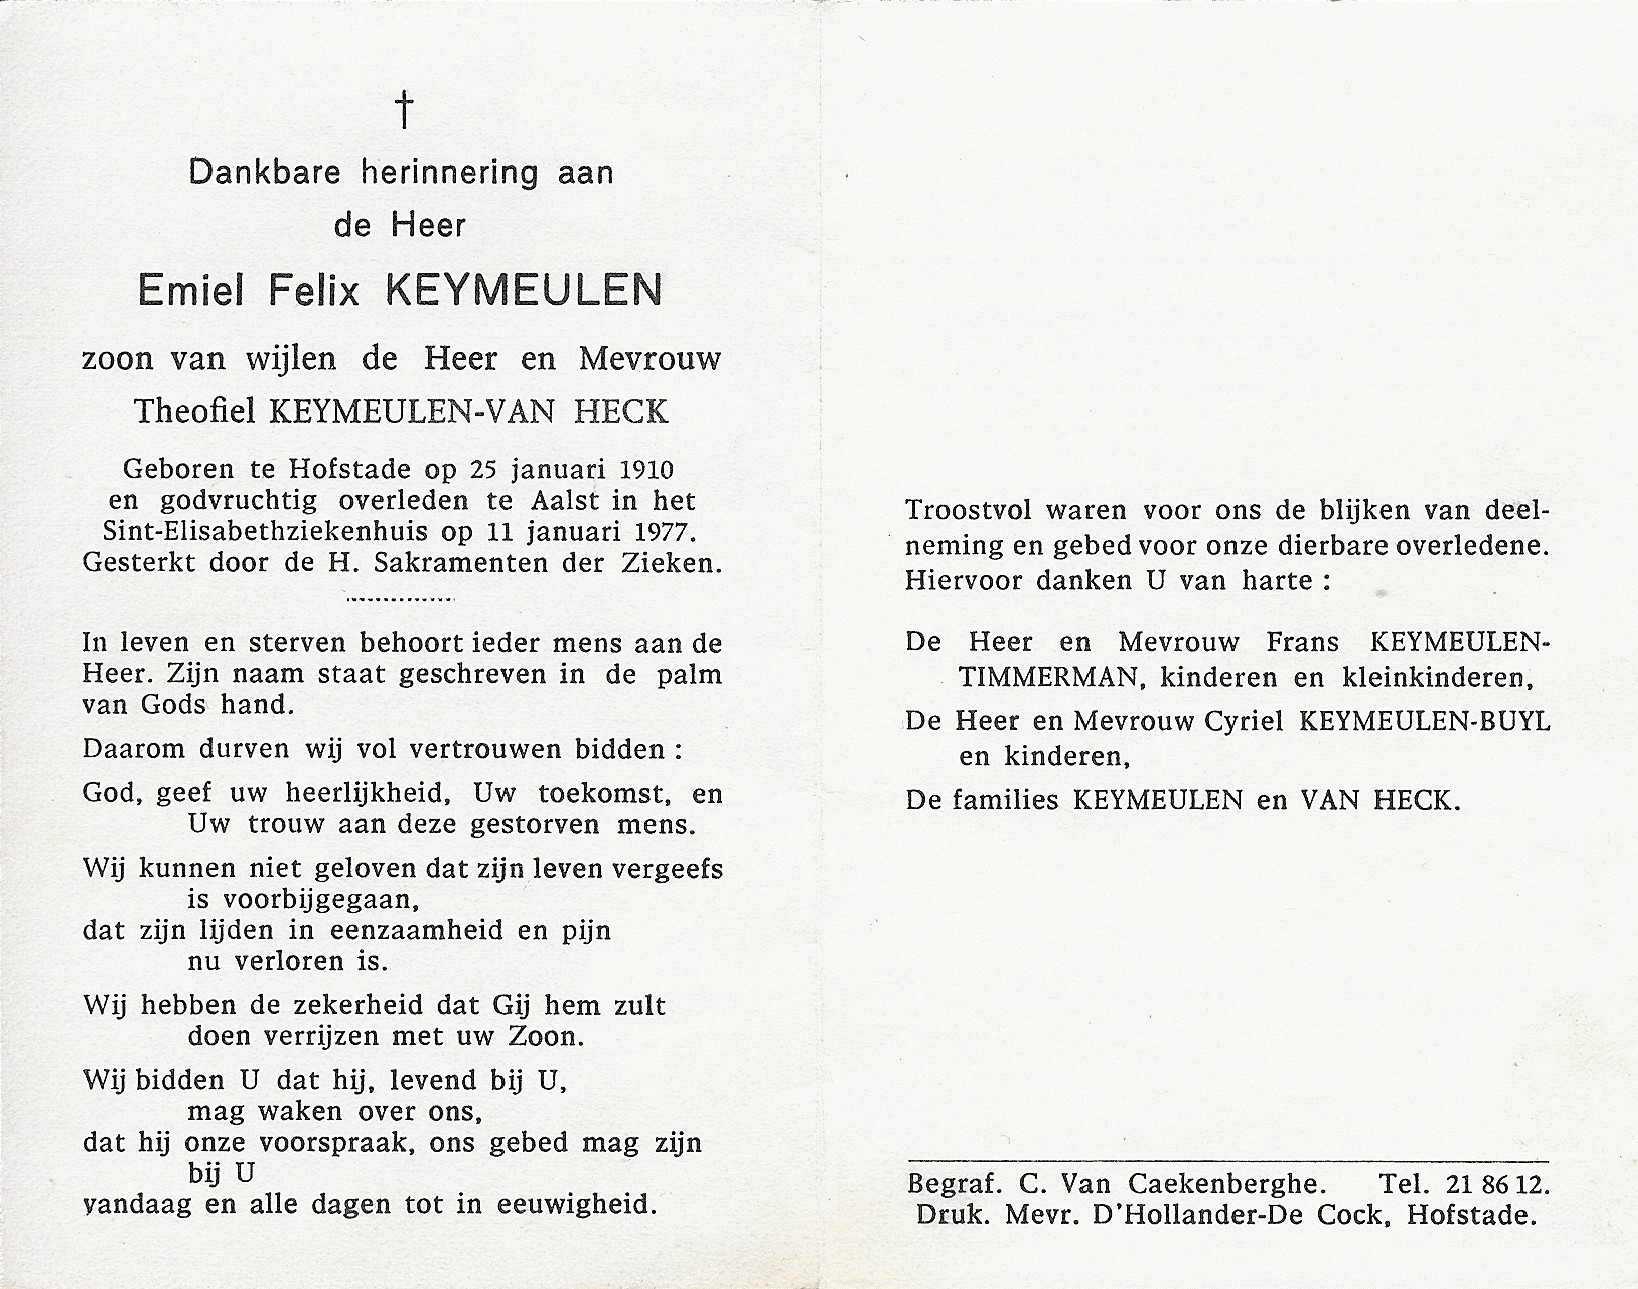 †
Dankbare herinnering aan
de Heer
Emiel Felix KEYMEULEN
zoon van wijlen de Heer en Mevrouw
Theofiel KEYMEULEN-VAN HECK
Geboren te Hofstade op 25 januari 1910
en godvruchtig overleden te Aalst in het
Sint-Elisabethziekenhuis op 11 januari 1977.
Gesterkt door de H. Sakramenten der Zieken.
In leven en sterven behoort ieder mens aan de
Heer. Zijn naam staat geschreven in de palm
van Gods hand.
Daarom durven wij vol vertrouwen bidden :
God, geef uw heerlijkheid, Uw toekomst, en
Uw trouw aan deze gestorven mens.
Wij kunnen niet geloven dat zijn leven vergeefs
is voorbijgegaan,
dat zijn lijden in eenzaamheid en pijn
nu verloren is.
Wij hebben de zekerheid dat Gij hem zult
doen verrijzen met uw Zoon.
Wij bidden U dat hij, levend bij U,
mag waken over ons,
dat hij onze voorspraak, ons gebed mag zijn
bij U
vandaag en alle dagen tot in eeuwigheid.
Troostvol waren voor ons de blijken van deel-
neming en gebed voor onze dierbare overledene.
Hiervoor danken U van harte :
De Heer en Mevrouw Frans KEYMEULEN-
TIMMERMAN, kinderen en kleinkinderen,
De Heer en Mevrouw Cyriel KEYMEULEN-BUYL
en kinderen,
De families KEYMEULEN en VAN HECK.
Begraf. C. Van Caekenberghe. Tel. 21 86 12.
Druk. Mevr. D'Hollander-De Cock, Hofstade.